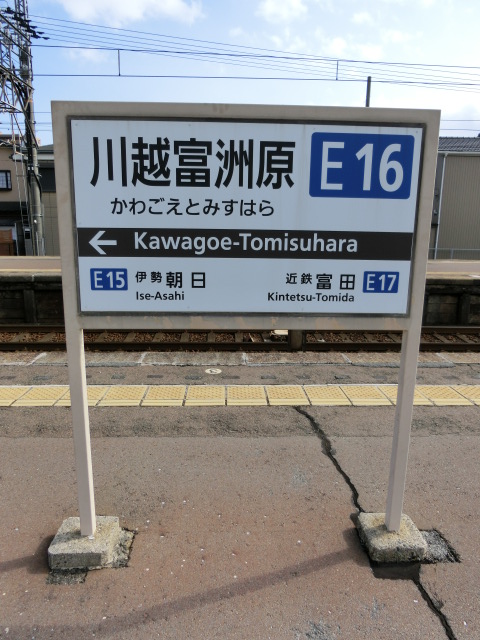 川越富洲原 E16
かわごえとみすはら
← Kawagoe-Tomisuhara
E15 伊勢朝日 近鉄富田 E17
Ise-Asahi Kintetsu-Tomida